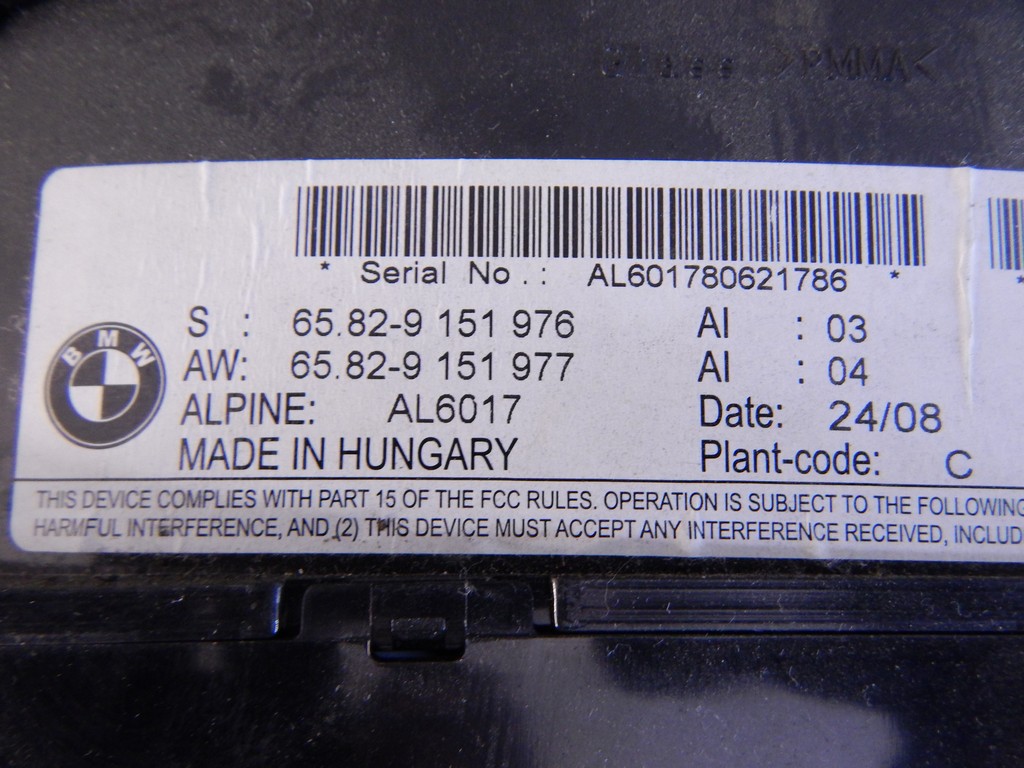 >PMMA<
* Serial No.: AL601780621786 * *
BMW
S : 65.82-9 151 976 AI : 03
AW: 65.82-9 151 977 AI : 04
ALPINE: AL6017 Date: 24/08
MADE IN HUNGARY Plant-code: C
THIS DEVICE COMPLIES WITH PART 15 OF THE FCC RULES. OPERATION IS SUBJECT TO THE FOLLOWING
HARMFUL INTERFERENCE, AND (2) THIS DEVICE MUST ACCEPT ANY INTERFERENCE RECEIVED, INCLUD